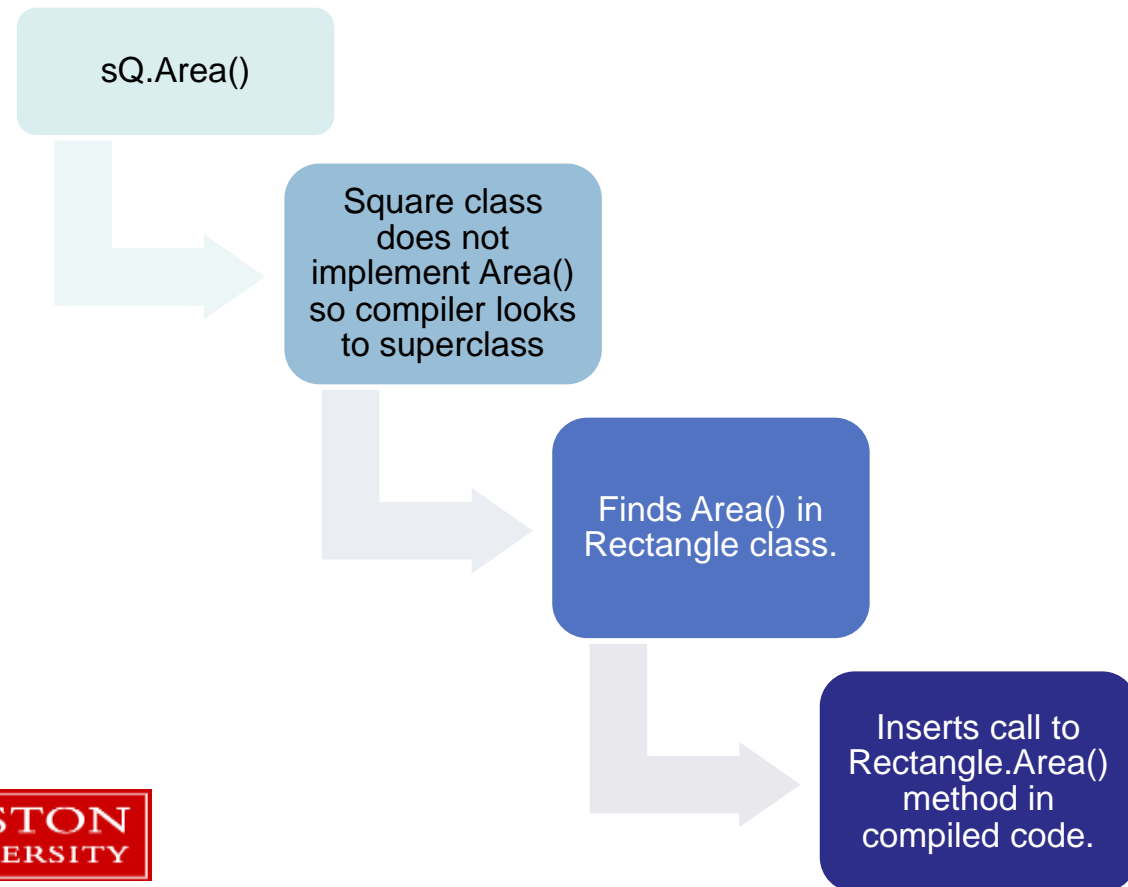 sQ.Area()
Square class
does not
implement Area()
so compiler looks
to superclass
Finds Area() in
Rectangle class.
Inserts call to
Rectangle.Area()
method in
compiled code.
STON
ERSITY